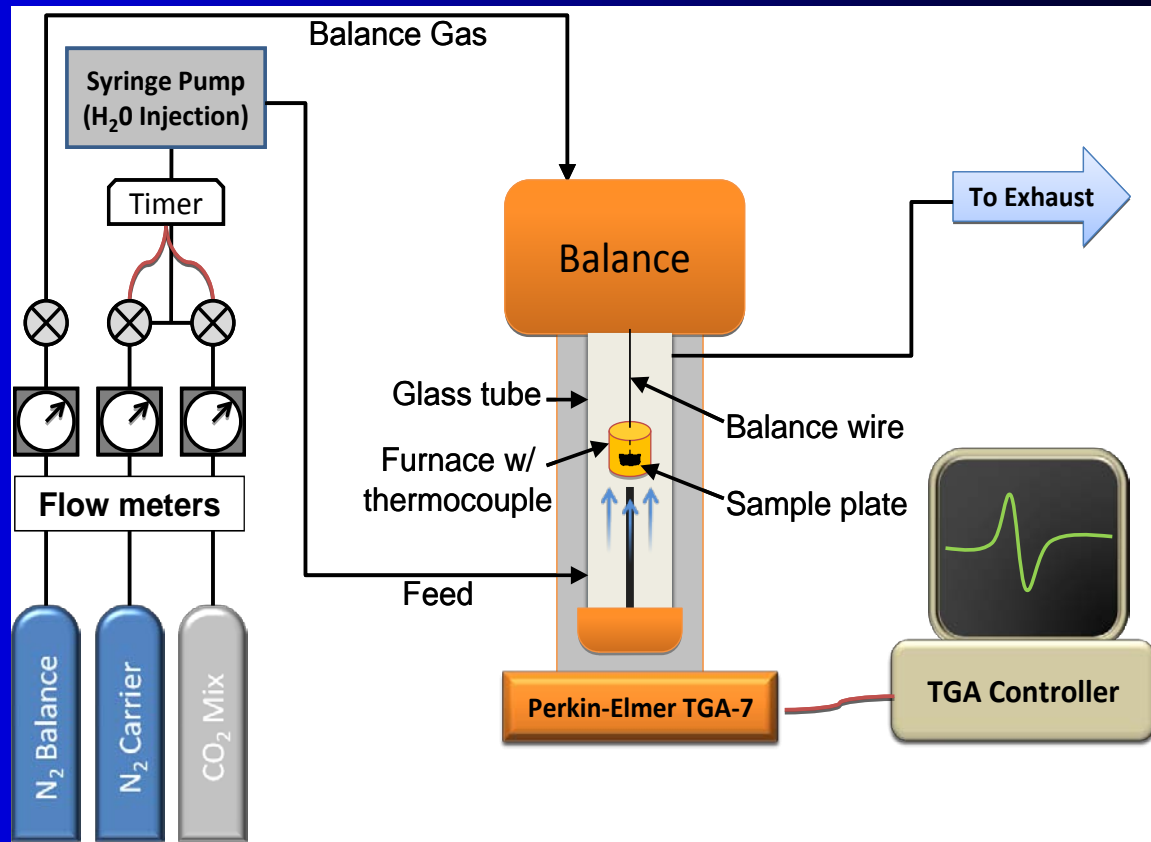 Balance Gas
Syringe Pump
(H₂0 Injection)
Timer
To Exhaust
Balance
Glass tube
Balance wire
Furnace w/
thermocouple
Sample plate
Flow meters
Feed
N₂ Balance
N₂ Carrier
CO₂ Mix
Perkin-Elmer TGA-7
TGA Controller